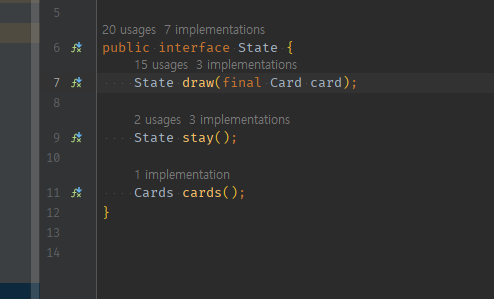 5
20 usages 7 implementations
6 public interface State {
15 usages 3 implementations
7 State draw(final Card card);
8
2 usages 3 implementations
9 State stay();
10
1 implementation
11 Cards cards();
12 }
13
14